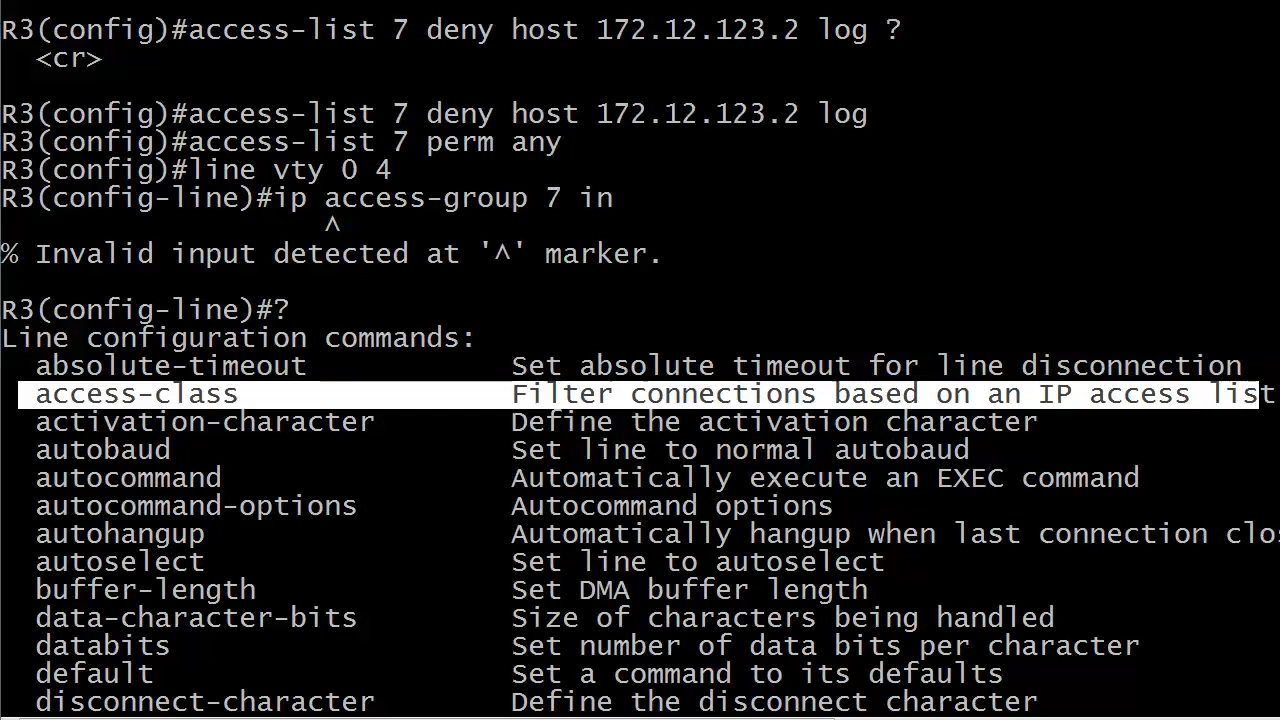 R3(config)#access-list 7 deny host 172.12.123.2 log ?
<cr>
R3(config)#access-list 7 deny host 172.12.123.2 log
R3(config)#access-list 7 perm any
R3(config)#line vty 0 4
R3(config-line)#ip access-group 7 in
^
% Invalid input detected at '^' marker.
R3(config-line)#?
Line configuration commands:
absolute-timeout Set absolute timeout for line disconnection
access-class Filter connections based on an IP access list
activation-character Define the activation character
autobaud Set line to normal autobaud
autocommand Automatically execute an EXEC command
autocommand-options Autocommand options
autohangup Automatically hangup when last connection clo
autoselect Set line to autoselect
buffer-length Set DMA buffer length
data-character-bits Size of characters being handled
databits Set number of data bits per character
default Set a command to its defaults
disconnect-character Define the disconnect character